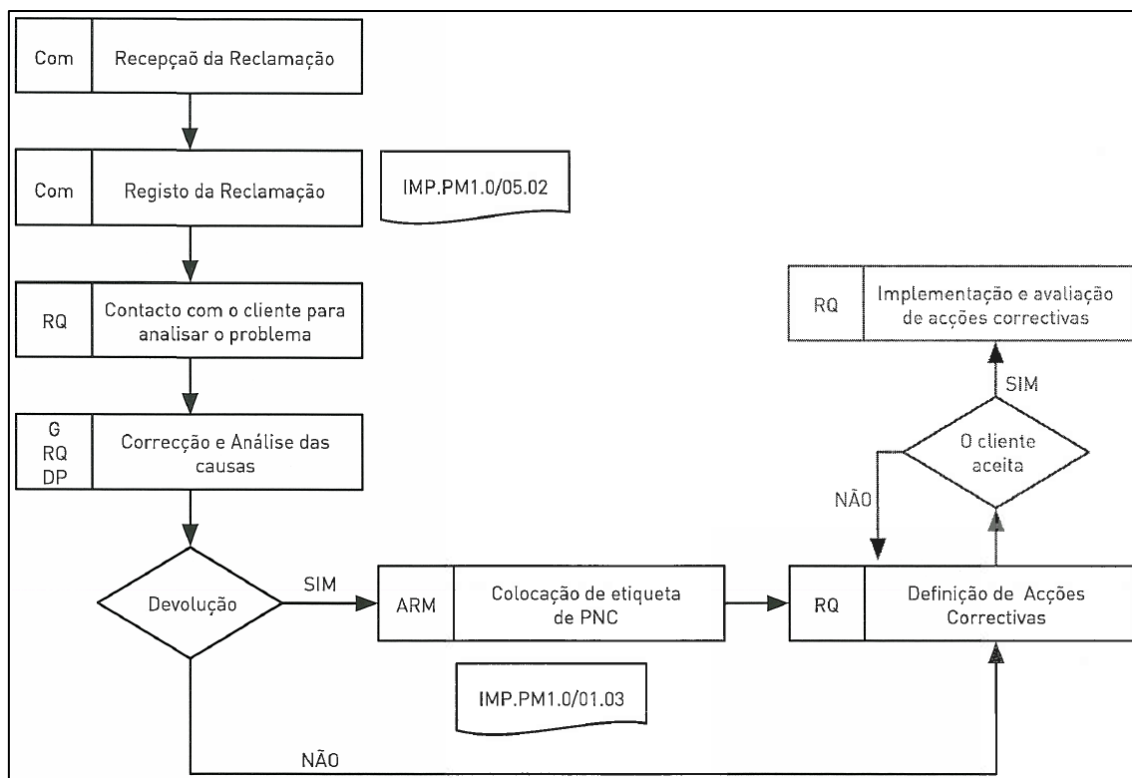 Com
Recepçaõ da Reclamação
Com
Registo da Reclamação
IMP.PM1.0/05.02
RQ
Contacto com o cliente para
analisar o problema
RQ
Implementação e avaliação
de acções correctivas
SIM
G
RQ
DP
Correcção e Análise das
causas
O cliente
aceita
NÃO
Devolução
SIM
ARM
Colocação de etiqueta
de PNC
RQ
Definição de Acções
Correctivas
IMP.PM1.0/01.03
NÃO